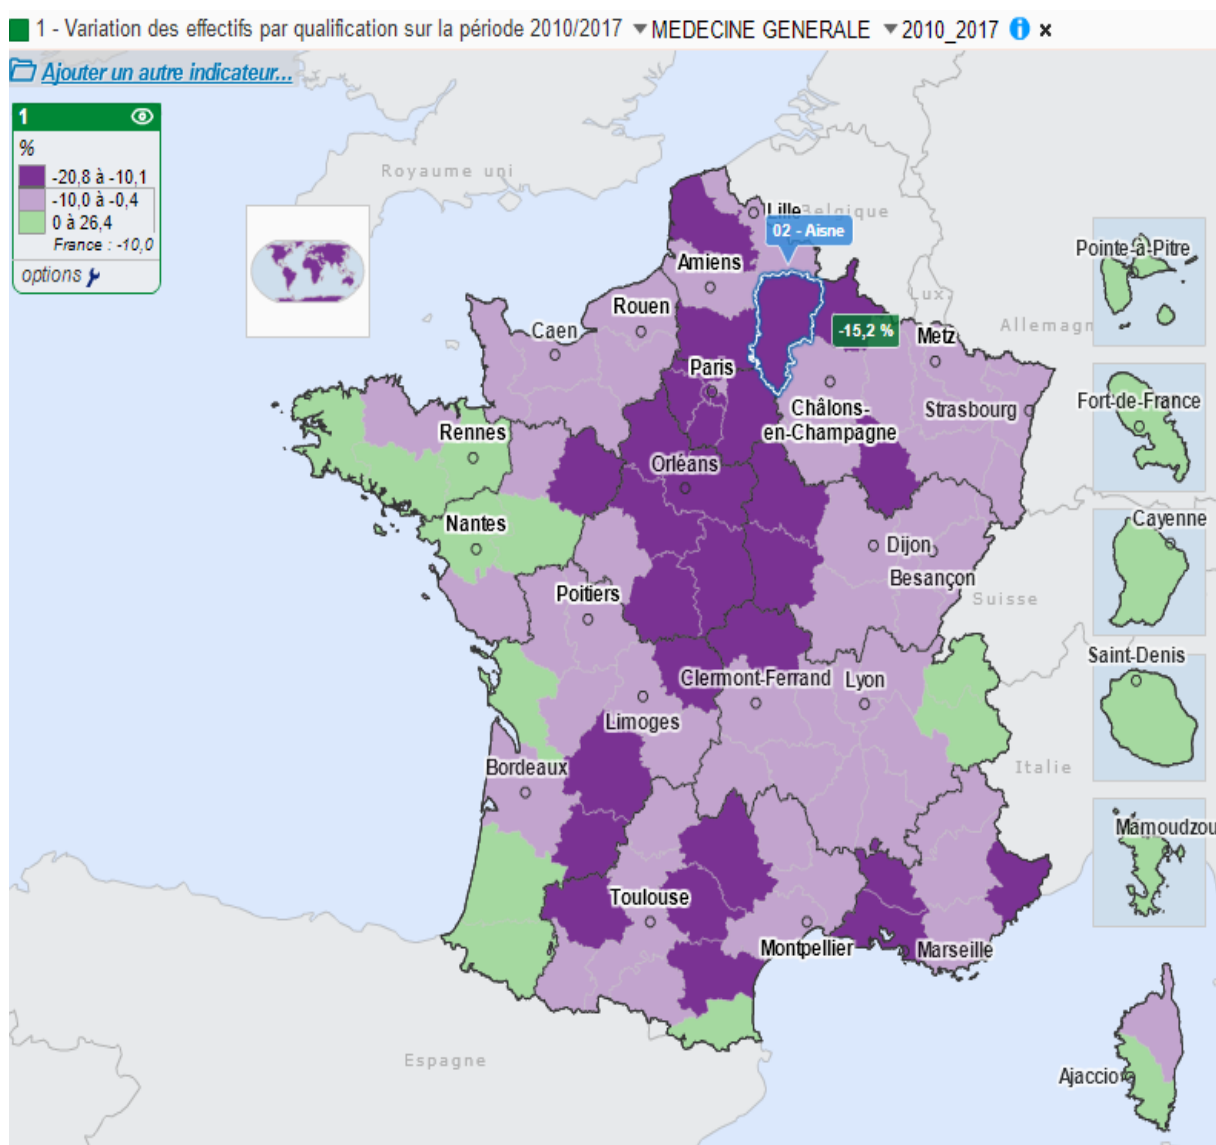 1 - Variation des effectifs par qualification sur la période 2010/2017 MEDECINE GENERALE 2010_2017 i x
Ajouter un autre indicateur...
1
%
-20,8 à -10,1
-10,0 à -0,4
0 à 26,4
France : -10,0
options
Royaume uni
Lille
Belgique
02 - Aisne
Amiens
Pointe-à-Pitre
Rouen
Lux.
Caen
-15,2 %
Allemagn
Metz
Paris
Châlons-
en-Champagne
Strasbourg
Fort-de-France
Rennes
Orléans
Nantes
Cayenne
Dijon
Besançon
Suisse
Poitiers
Saint-Denis
Clermont-Ferrand
Lyon
Limoges
Bordeaux
Italie
Mamoudzou
Toulouse
Montpellier
Marseille
Espagne
Ajaccio